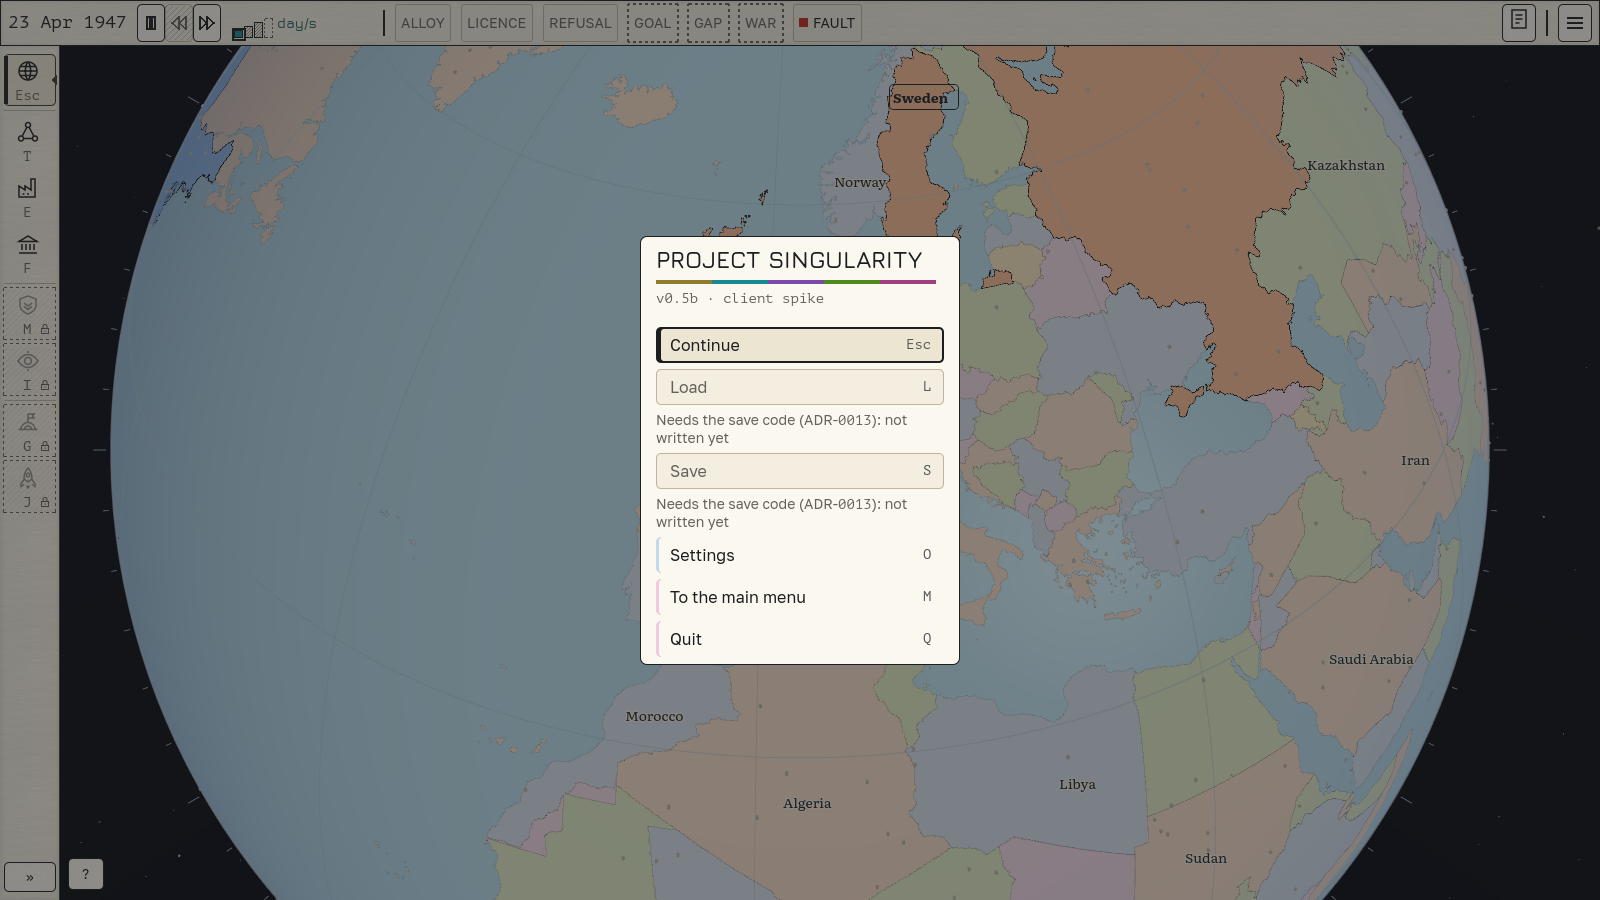 23 Apr 1947
day/s
ALLOY
LICENCE
REFUSAL
GOAL
GAP
WAR
FAULT
Esc
T
E
F
M
I
G
J
»
?
Sweden
Norway
Kazakhstan
Iran
Saudi Arabia
Morocco
Algeria
Libya
Sudan
PROJECT SINGULARITY
v0.5b · client spike
Continue Esc
Load L
Needs the save code (ADR-0013): not
written yet
Save S
Needs the save code (ADR-0013): not
written yet
Settings O
To the main menu M
Quit Q